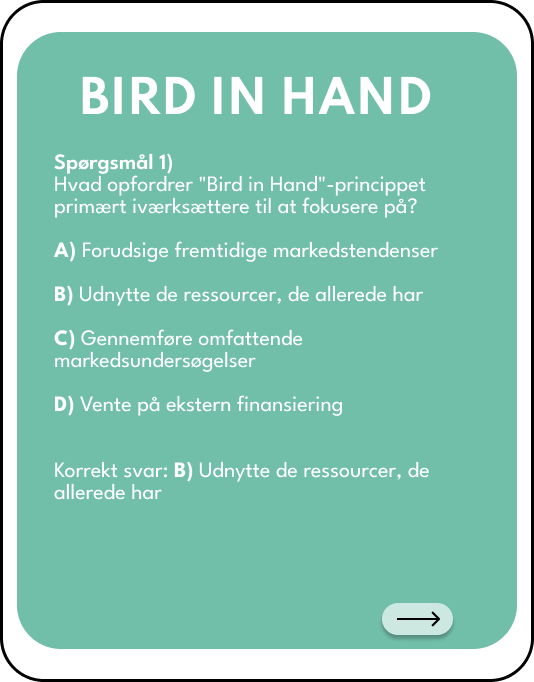 BIRD IN HAND
Spørgsmål 1)
Hvad opfordrer "Bird in Hand"-princippet
primært iværksættere til at fokusere på?
A) Forudsige fremtidige markedstendenser
B) Udnytte de ressourcer, de allerede har
C) Gennemføre omfattende
markedsundersøgelser
D) Vente på ekstern finansiering
Korrekt svar: B) Udnytte de ressourcer, de
allerede har